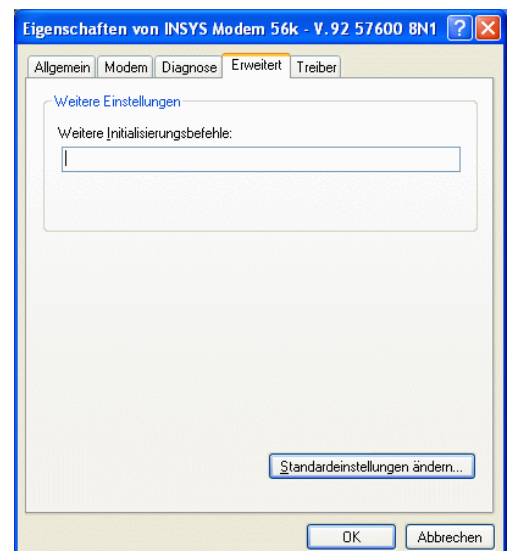 Eigenschaften von INSYS Modem 56k - V.92 57600 8N1
Allgemein Modem Diagnose Erweitert Treiber
Weitere Einstellungen
Weitere Initialisierungsbefehle:
Standardeinstellungen ändern...
OK Abbrechen